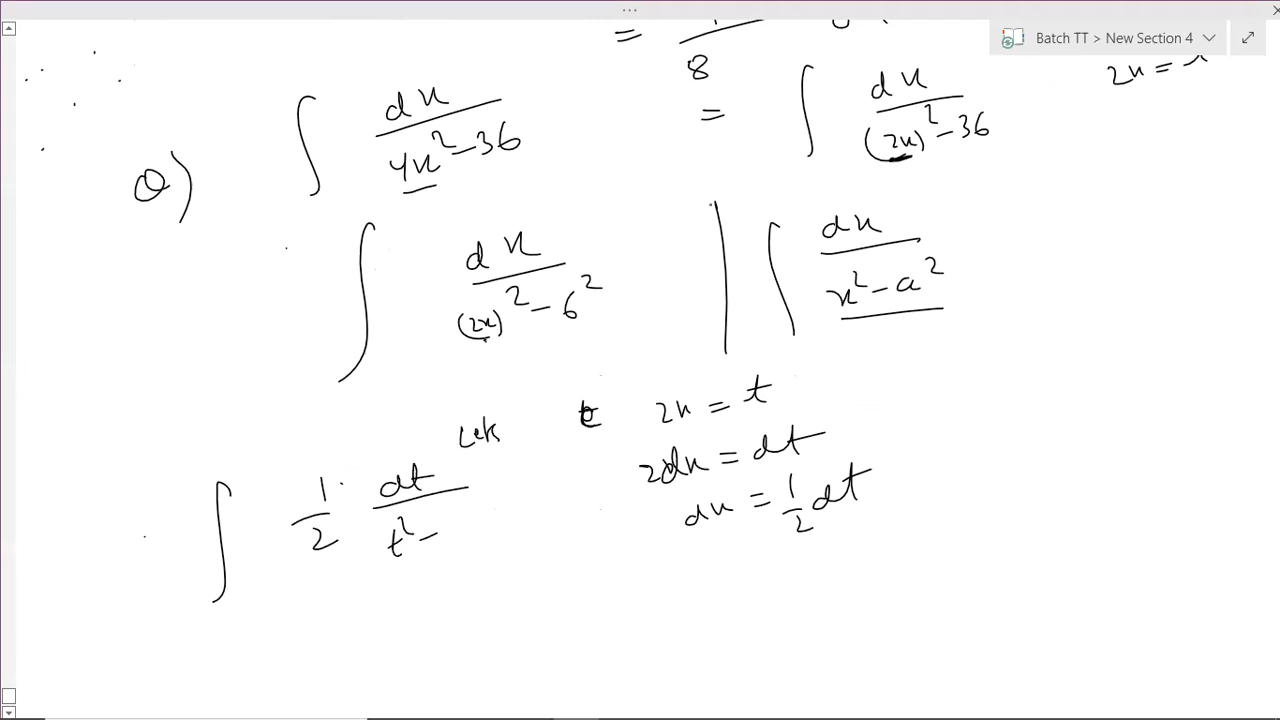 Batch TT > New Section 4
= 8
2x =
Q) ∫ dx / 4x² - 36 = ∫ dx / (2x)² - 36
∫ dx / (2x)² - 6² | ∫ dx / x² - a²
Let 2x = t
2dx = dt
dx = 1/2 dt
∫ 1/2 dt / t² -